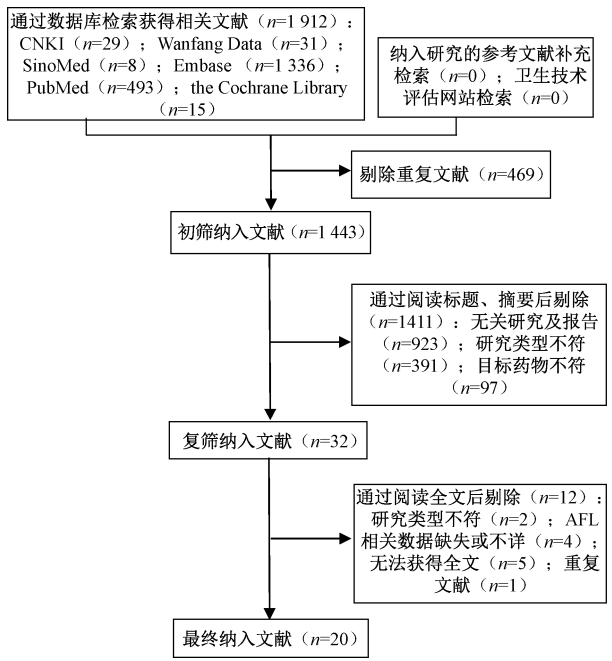 通过数据库检索获得相关文献（n=1 912）：
CNKI（n=29）；Wanfang Data（n=31）；
SinoMed（n=8）；Embase（n=1 336）；
PubMed（n=493）；the Cochrane Library
（n=15）
纳入研究的参考文献补充
检索（n=0）；卫生技术
评估网站检索（n=0）
剔除重复文献（n=469）
初筛纳入文献（n=1 443）
通过阅读标题、摘要后剔除
（n=1411）：无关研究及报告
（n=923）；研究类型不符
（n=391）；目标药物不符
（n=97）
复筛纳入文献（n=32）
通过阅读全文后剔除（n=12）：
研究类型不符（n=2）；AFL
相关数据缺失或不详（n=4）；
无法获得全文（n=5）；重复
文献（n=1）
最终纳入文献（n=20）